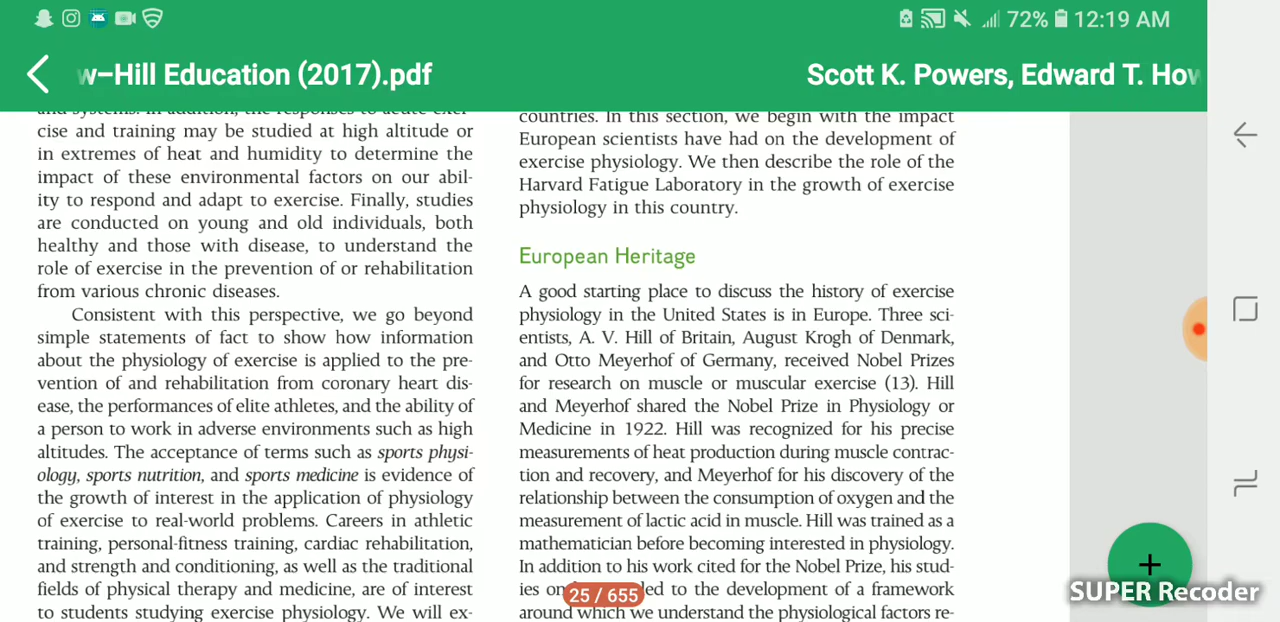 72% 12:19 AM
w–Hill Education (2017).pdf
Scott K. Powers, Edward T. How
and systems. In addition, the responses to acute exer-
cise and training may be studied at high altitude or
in extremes of heat and humidity to determine the
impact of these environmental factors on our abil-
ity to respond and adapt to exercise. Finally, studies
are conducted on young and old individuals, both
healthy and those with disease, to understand the
role of exercise in the prevention of or rehabilitation
from various chronic diseases.
Consistent with this perspective, we go beyond
simple statements of fact to show how information
about the physiology of exercise is applied to the pre-
vention of and rehabilitation from coronary heart dis-
ease, the performances of elite athletes, and the ability of
a person to work in adverse environments such as high
altitudes. The acceptance of terms such as sports physi-
ology, sports nutrition, and sports medicine is evidence of
the growth of interest in the application of physiology
of exercise to real-world problems. Careers in athletic
training, personal-fitness training, cardiac rehabilitation,
and strength and conditioning, as well as the traditional
fields of physical therapy and medicine, are of interest
to students studying exercise physiology. We will ex-
countries. In this section, we begin with the impact
European scientists have had on the development of
exercise physiology. We then describe the role of the
Harvard Fatigue Laboratory in the growth of exercise
physiology in this country.
European Heritage
A good starting place to discuss the history of exercise
physiology in the United States is in Europe. Three sci-
entists, A. V. Hill of Britain, August Krogh of Denmark,
and Otto Meyerhof of Germany, received Nobel Prizes
for research on muscle or muscular exercise (13). Hill
and Meyerhof shared the Nobel Prize in Physiology or
Medicine in 1922. Hill was recognized for his precise
measurements of heat production during muscle contrac-
tion and recovery, and Meyerhof for his discovery of the
relationship between the consumption of oxygen and the
measurement of lactic acid in muscle. Hill was trained as a
mathematician before becoming interested in physiology.
In addition to his work cited for the Nobel Prize, his stud-
ies on ed to the development of a framework
around which we understand the physiological factors re-
25 / 655
SUPER Recoder